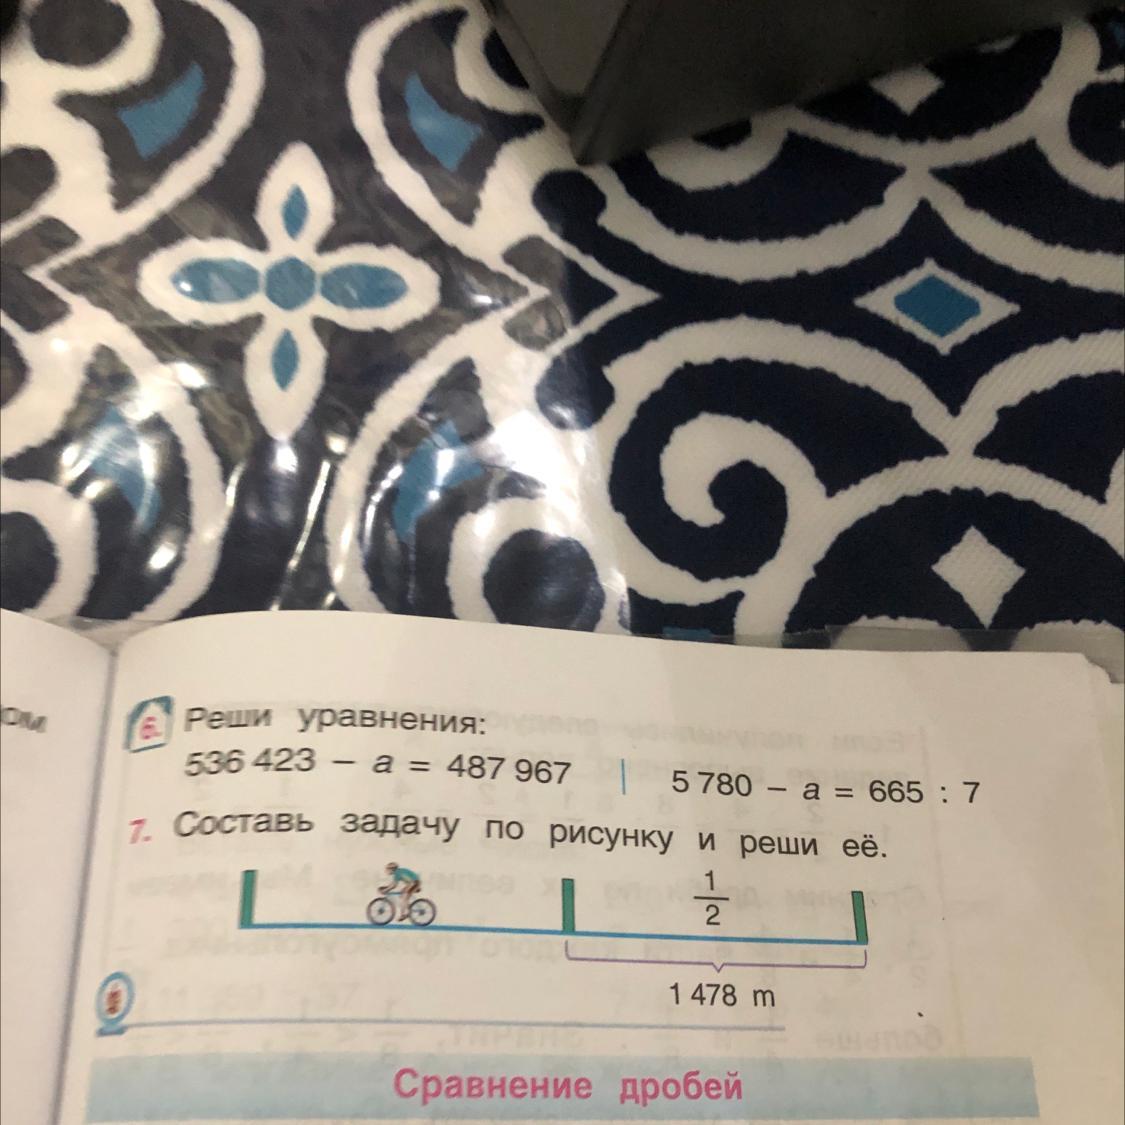 ом
6. Реши уравнения:
536 423 – а = 487 967 | 5 780 – а = 665 : 7
7. Составь задачу по рисунку и реши её.
1/2
1 478 m
Сравнение дробей